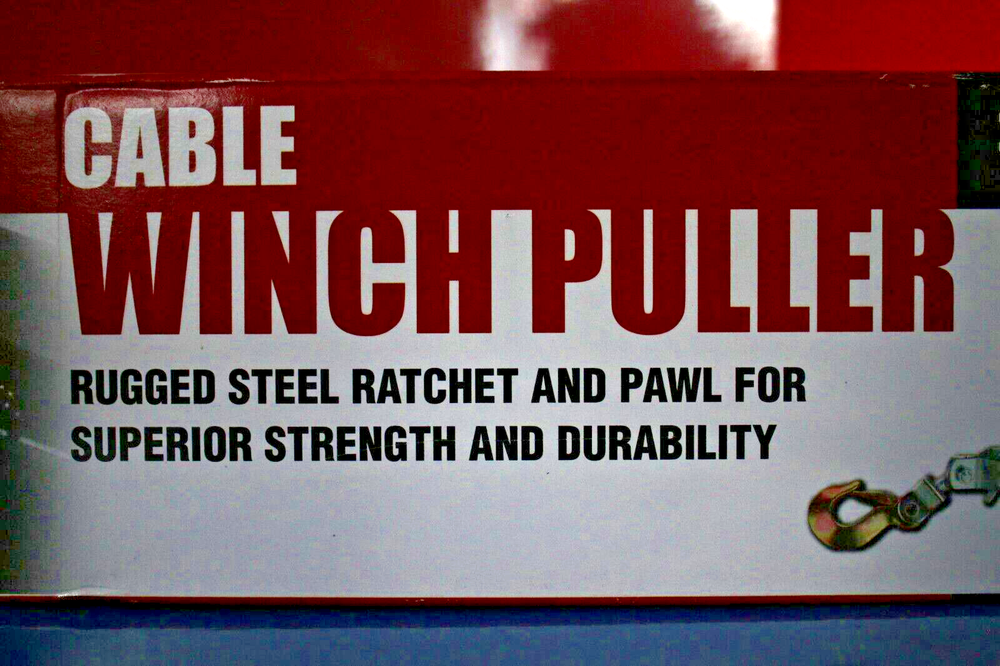 CABLE
WINCH PULLER
RUGGED STEEL RATCHET AND PAWL FOR
SUPERIOR STRENGTH AND DURABILITY